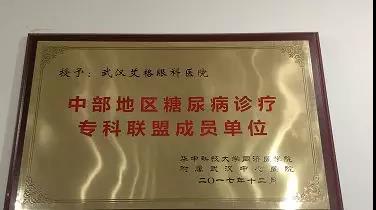 授予：武汉艾格眼科医院
中部地区糖尿病诊疗
专科联盟成员单位
华中科技大学同济医学院
附属武汉中心医院
二〇一七年十二月